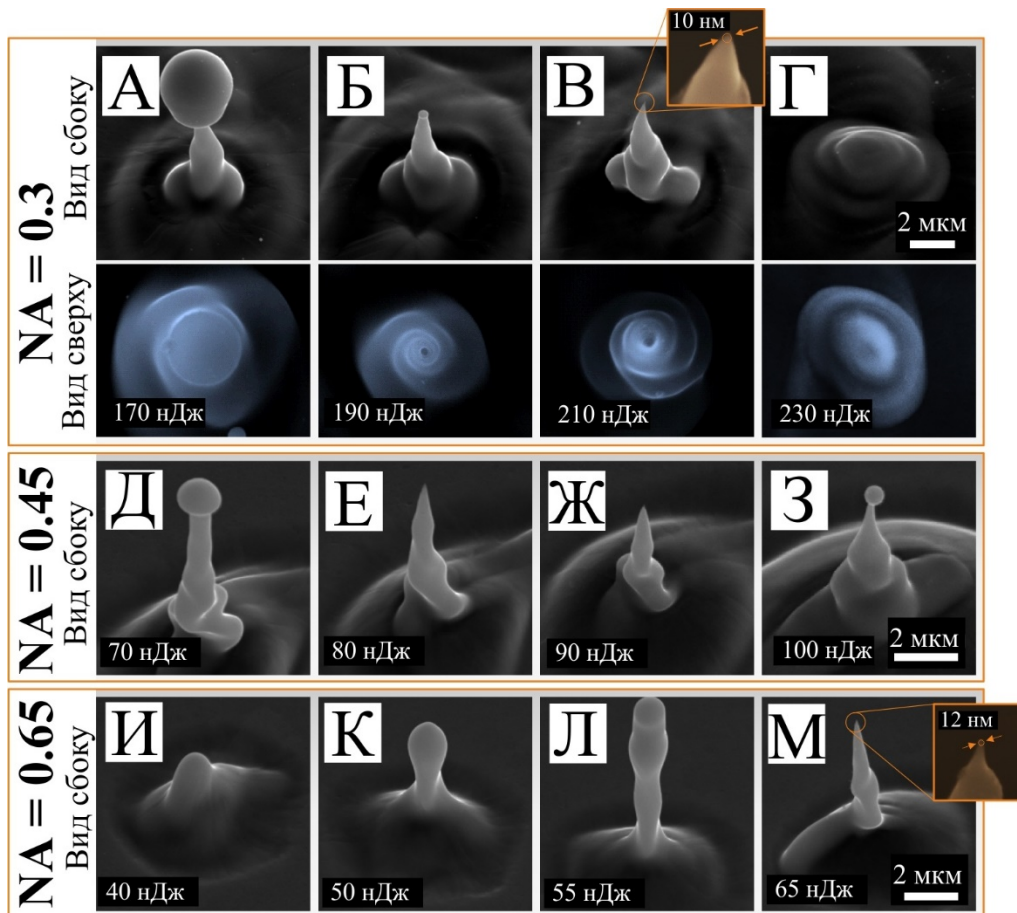 10 нм
NA = 0.3
Вид сбоку
А
Б
В
Г
2 мкм
Вид сверху
170 нДж
190 нДж
210 нДж
230 нДж
NA = 0.45
Вид сбоку
Д
Е
Ж
З
70 нДж
80 нДж
90 нДж
100 нДж
2 мкм
NA = 0.65
Вид сбоку
И
К
Л
М
12 нм
40 нДж
50 нДж
55 нДж
65 нДж
2 мкм